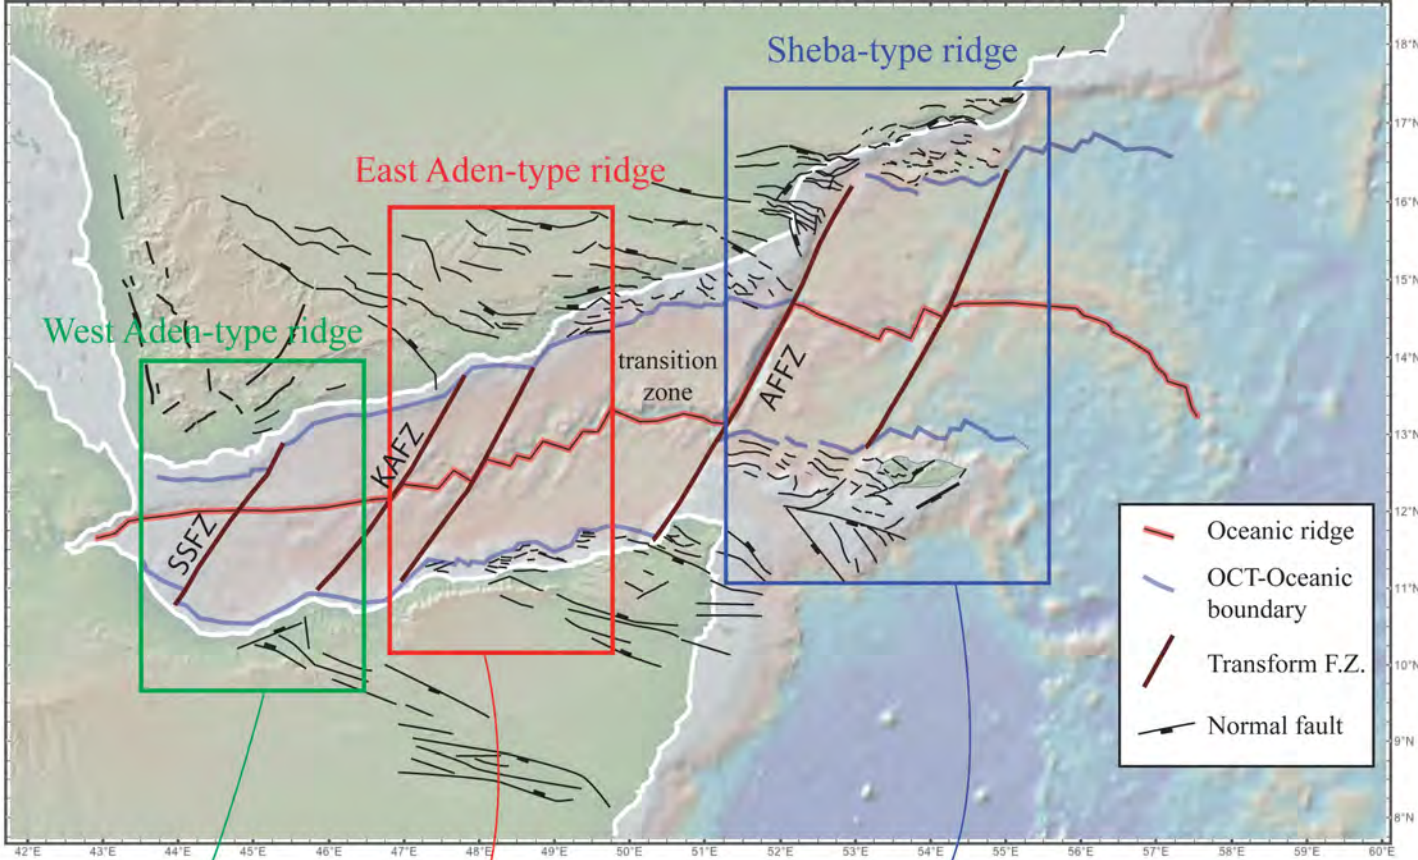 Sheba-type ridge
East Aden-type ridge
West Aden-type ridge
transition
zone
AFFZ
KAFZ
SSFZ
Oceanic ridge
OCT-Oceanic
boundary
Transform F.Z.
Normal fault
18°N
17°N
16°N
15°N
14°N
13°N
12°N
11°N
10°N
9°N
8°N
42°E 43°E 44°E 45°E 46°E 47°E 48°E 49°E 50°E 51°E 52°E 53°E 54°E 55°E 56°E 57°E 58°E 59°E 60°E